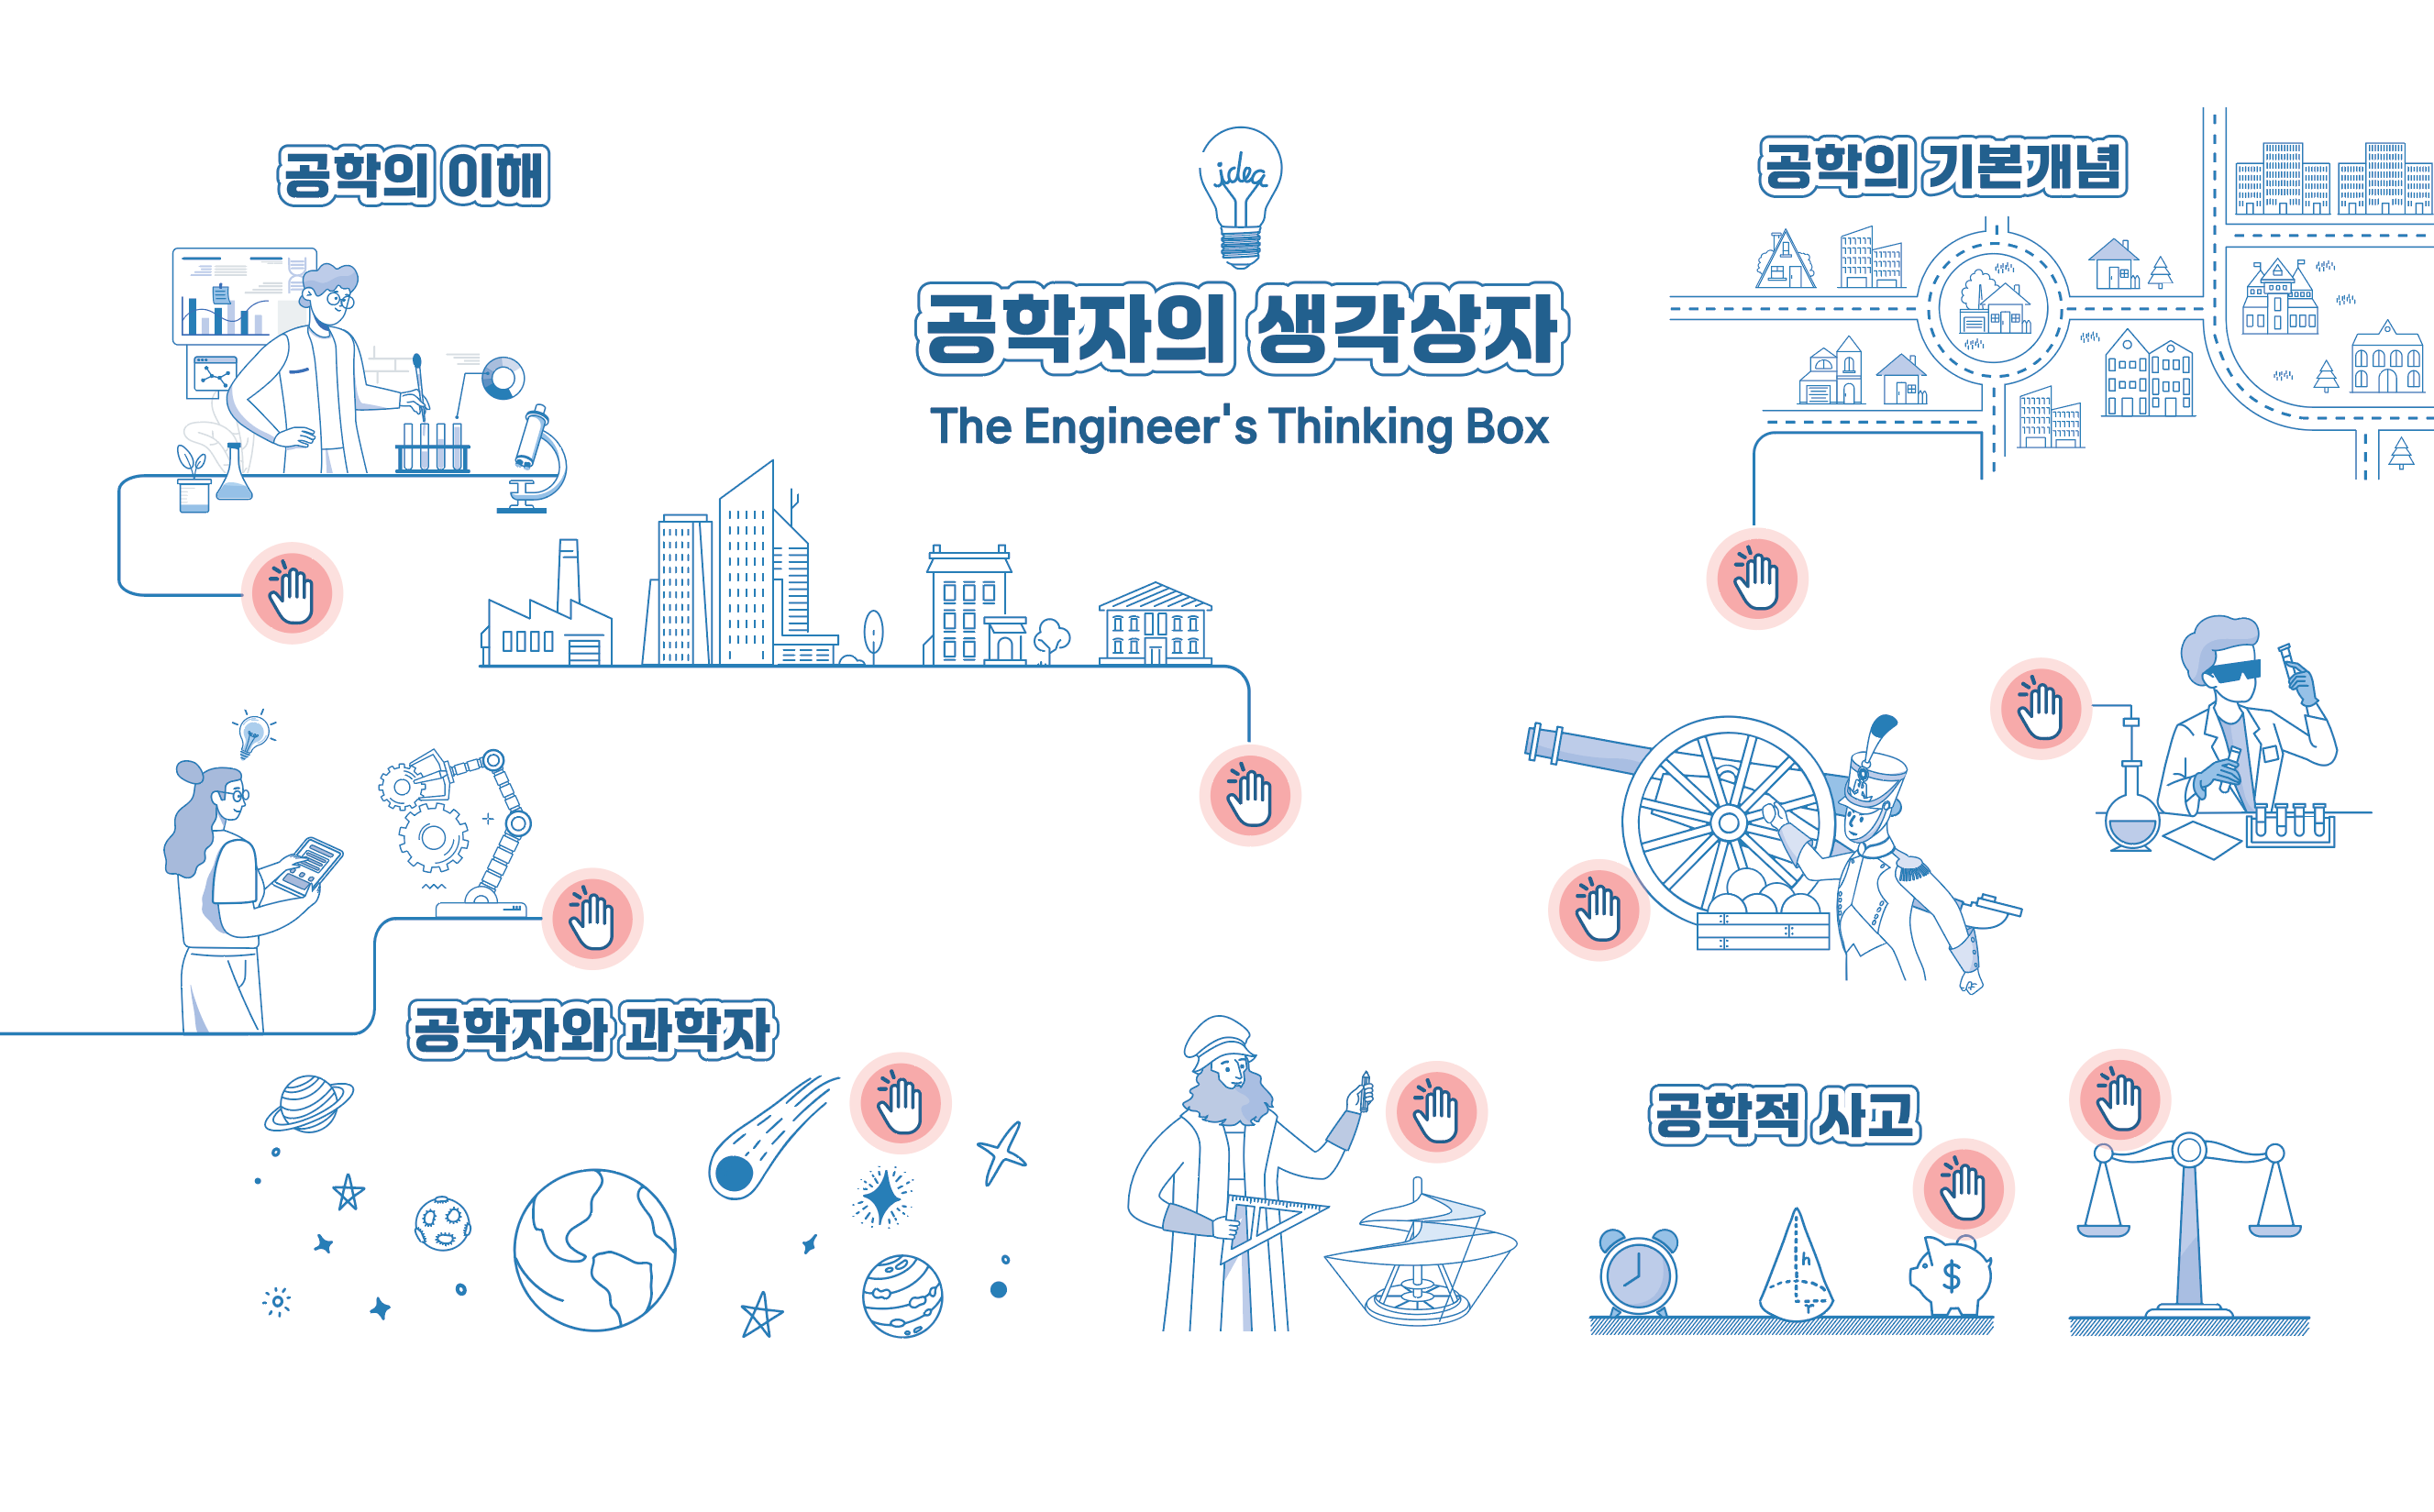 공학의 이해
idea
공학자의 생각상자
The Engineer's Thinking Box
공학의 기본개념
공학자와 과학자
공학적 사고
h
r
$